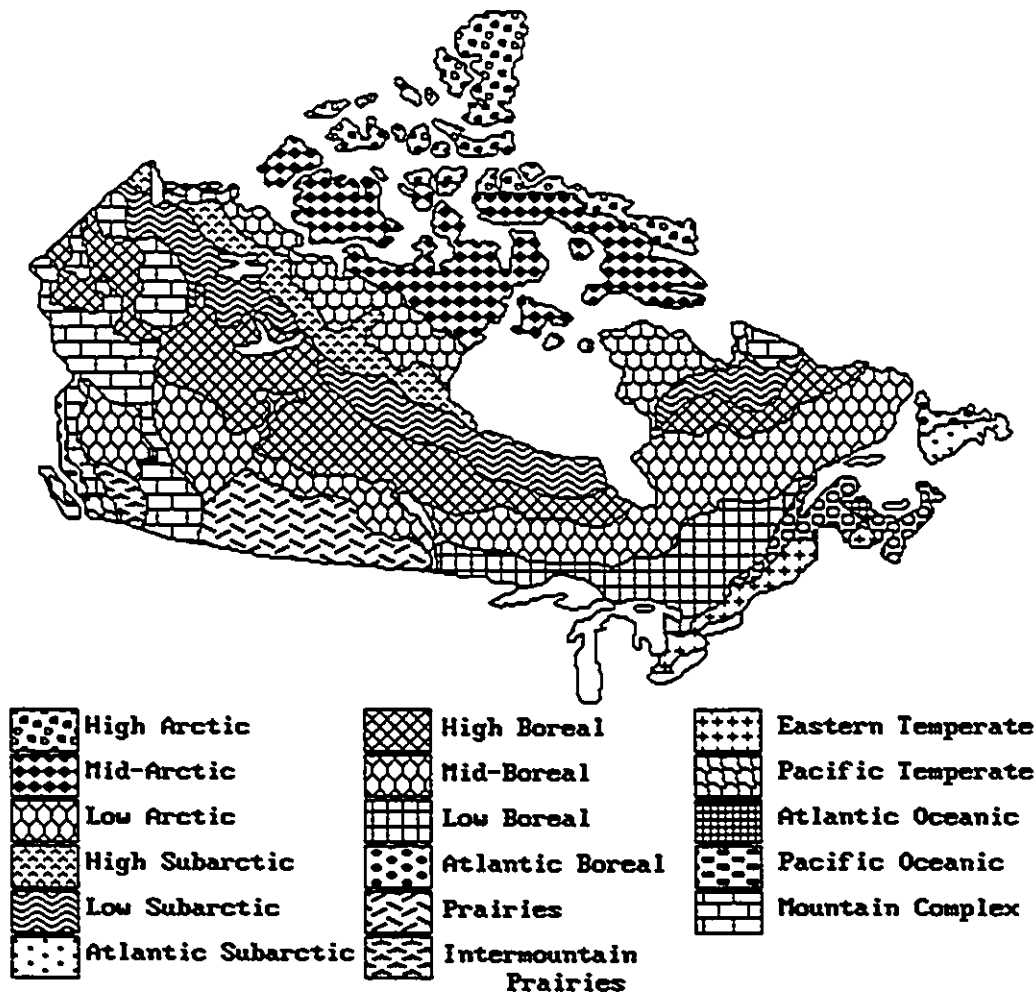 High Arctic
Mid-Arctic
Low Arctic
High Subarctic
Low Subarctic
Atlantic Subarctic
High Boreal
Mid-Boreal
Low Boreal
Atlantic Boreal
Prairies
Intermountain
Prairies
Eastern Temperate
Pacific Temperate
Atlantic Oceanic
Pacific Oceanic
Mountain Complex